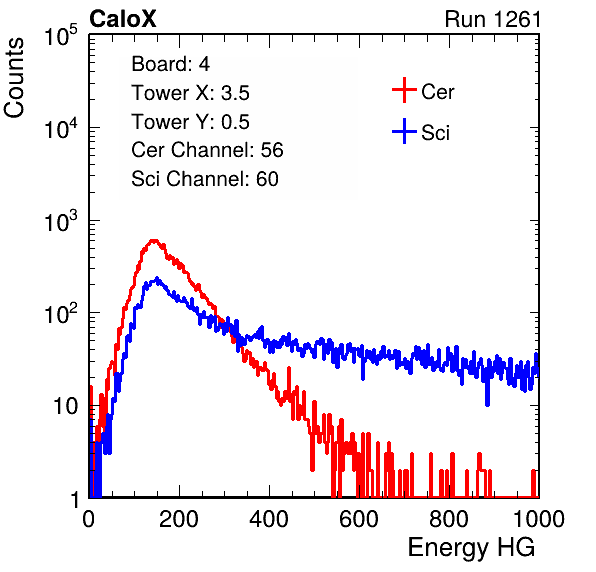 CaloX Run 1261
Counts
10^5
10^4
10^3
10^2
10
1
Board: 4
Tower X: 3.5
Tower Y: 0.5
Cer Channel: 56
Sci Channel: 60
Cer
Sci
0 200 400 600 800 1000
Energy HG